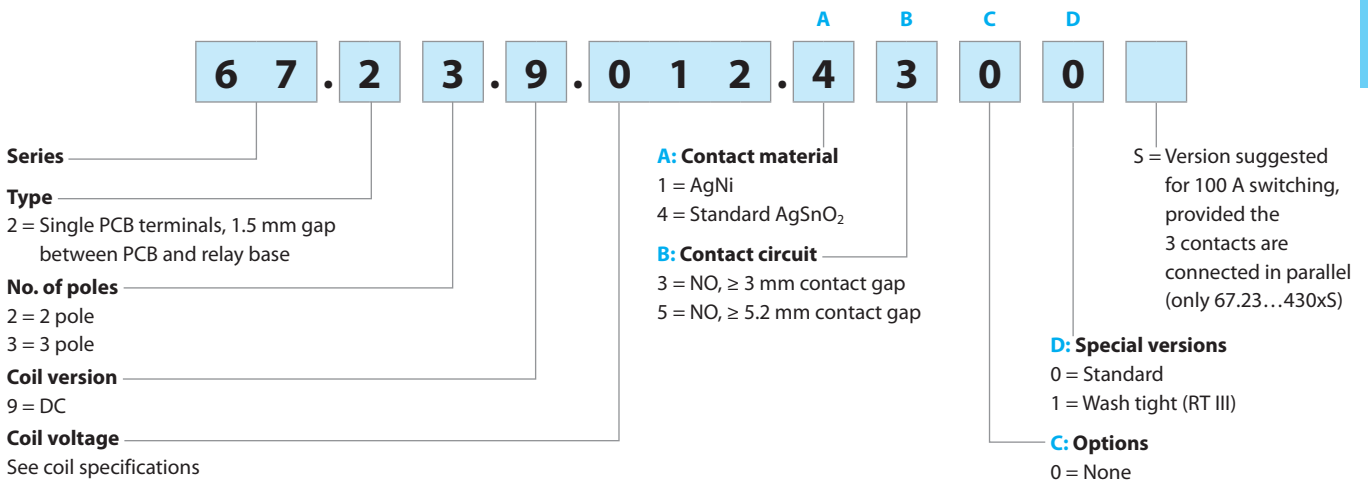 A B C D
6 7 . 2 3 . 9 . 0 1 2 . 4 3 0 0
Series
Type
2 = Single PCB terminals, 1.5 mm gap
between PCB and relay base
No. of poles
2 = 2 pole
3 = 3 pole
Coil version
9 = DC
Coil voltage
See coil specifications
A: Contact material
1 = AgNi
4 = Standard AgSnO₂
B: Contact circuit
3 = NO, ≥ 3 mm contact gap
5 = NO, ≥ 5.2 mm contact gap
S = Version suggested
for 100 A switching,
provided the
3 contacts are
connected in parallel
(only 67.23…430xS)
D: Special versions
0 = Standard
1 = Wash tight (RT III)
C: Options
0 = None